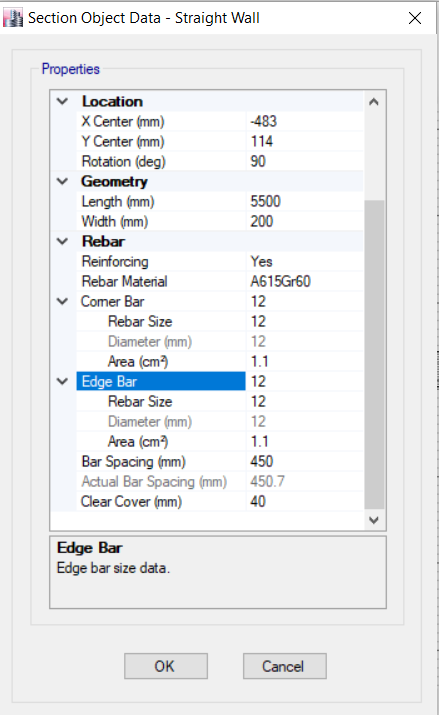 Section Object Data - Straight Wall
Properties
Location
X Center (mm) -483
Y Center (mm) 114
Rotation (deg) 90
Geometry
Length (mm) 5500
Width (mm) 200
Rebar
Reinforcing Yes
Rebar Material A615Gr60
Corner Bar 12
Rebar Size 12
Diameter (mm) 12
Area (cm²) 1.1
Edge Bar 12
Rebar Size 12
Diameter (mm) 12
Area (cm²) 1.1
Bar Spacing (mm) 450
Actual Bar Spacing (mm) 450.7
Clear Cover (mm) 40
Edge Bar
Edge bar size data.
OK Cancel